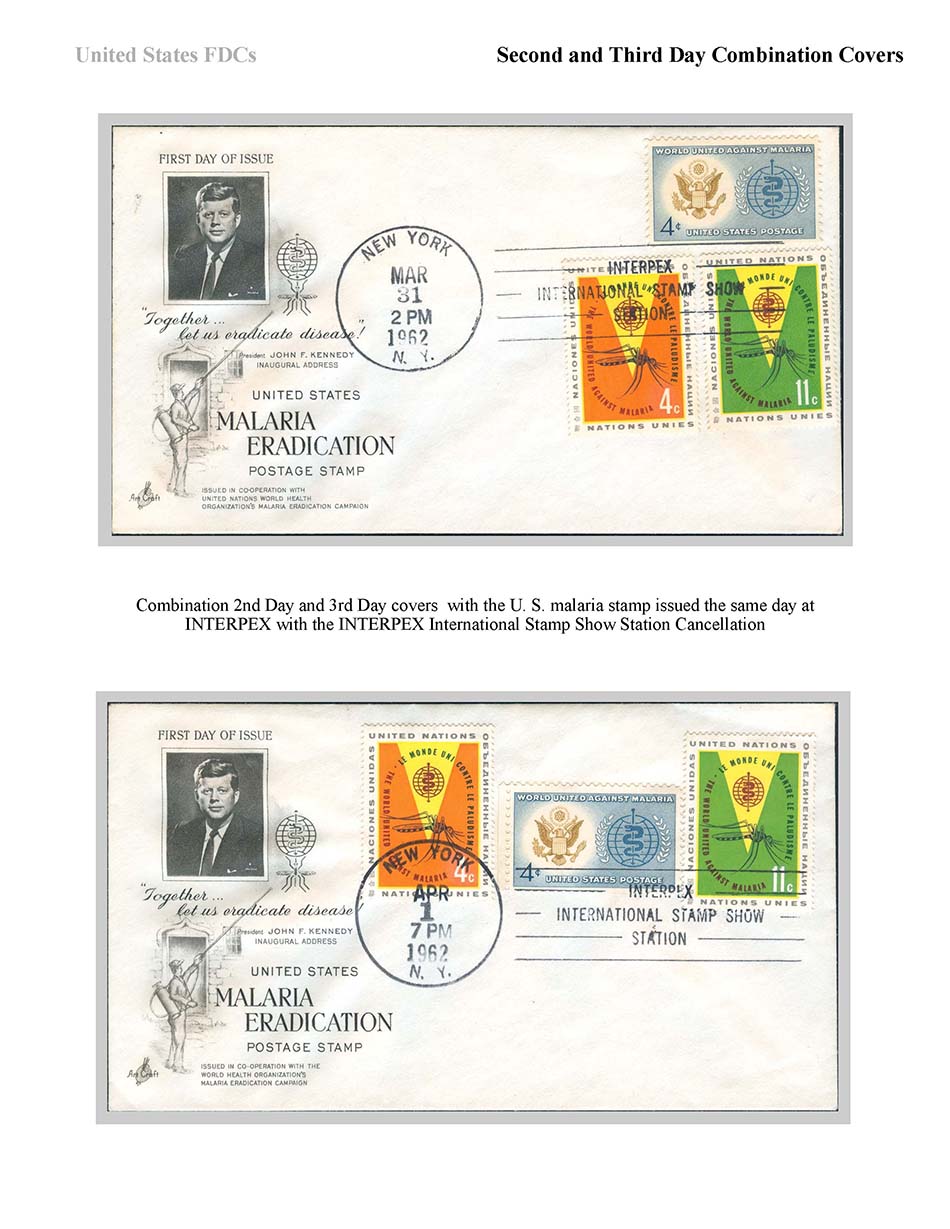 United States FDCs
Second and Third Day Combination Covers
FIRST DAY OF ISSUE
"Together ...
let us eradicate disease!"
President JOHN F. KENNEDY
INAUGURAL ADDRESS
UNITED STATES
MALARIA
ERADICATION
POSTAGE STAMP
ISSUED IN CO-OPERATION WITH
UNITED NATIONS WORLD HEALTH
ORGANIZATION'S MALARIA ERADICATION CAMPAIGN
Art Craft
NEW YORK
MAR
31
2 PM
1962
N. Y.
INTERPEX
INTERNATIONAL STAMP SHOW
STATION
WORLD UNITED AGAINST MALARIA
4¢ UNITED STATES POSTAGE
UNITED NATIONS
NACIONES UNIDAS
ОБЪЕДИНЕННЫЕ НАЦИИ
LE MONDE UNI CONTRE LE PALUDISME
THE WORLD UNITED AGAINST MALARIA
4c
NATIONS UNIES
UNITED NATIONS
NACIONES UNIDAS
ОБЪЕДИНЕННЫЕ НАЦИИ
LE MONDE UNI CONTRE LE PALUDISME
THE WORLD UNITED AGAINST MALARIA
11c
NATIONS UNIES
Combination 2nd Day and 3rd Day covers with the U. S. malaria stamp issued the same day at
INTERPEX with the INTERPEX International Stamp Show Station Cancellation
FIRST DAY OF ISSUE
"Together ...
let us eradicate disease
President JOHN F. KENNEDY
INAUGURAL ADDRESS
UNITED STATES
MALARIA
ERADICATION
POSTAGE STAMP
ISSUED IN CO-OPERATION WITH THE
WORLD HEALTH ORGANIZATION'S
MALARIA ERADICATION CAMPAIGN
Art Craft
UNITED NATIONS
NACIONES UNIDAS
ОБЪЕДИНЕННЫЕ НАЦИИ
LE MONDE UNI CONTRE LE PALUDISME
THE WORLD UNITED AGAINST MALARIA
4c
NATIONS UNIES
NEW YORK
APR
1
7 PM
1962
N. Y.
WORLD UNITED AGAINST MALARIA
4¢ UNITED STATES POSTAGE
UNITED NATIONS
NACIONES UNIDAS
ОБЪЕДИНЕННЫЕ НАЦИИ
LE MONDE UNI CONTRE LE PALUDISME
THE WORLD UNITED AGAINST MALARIA
11c
NATIONS UNIES
INTERPEX
INTERNATIONAL STAMP SHOW
STATION